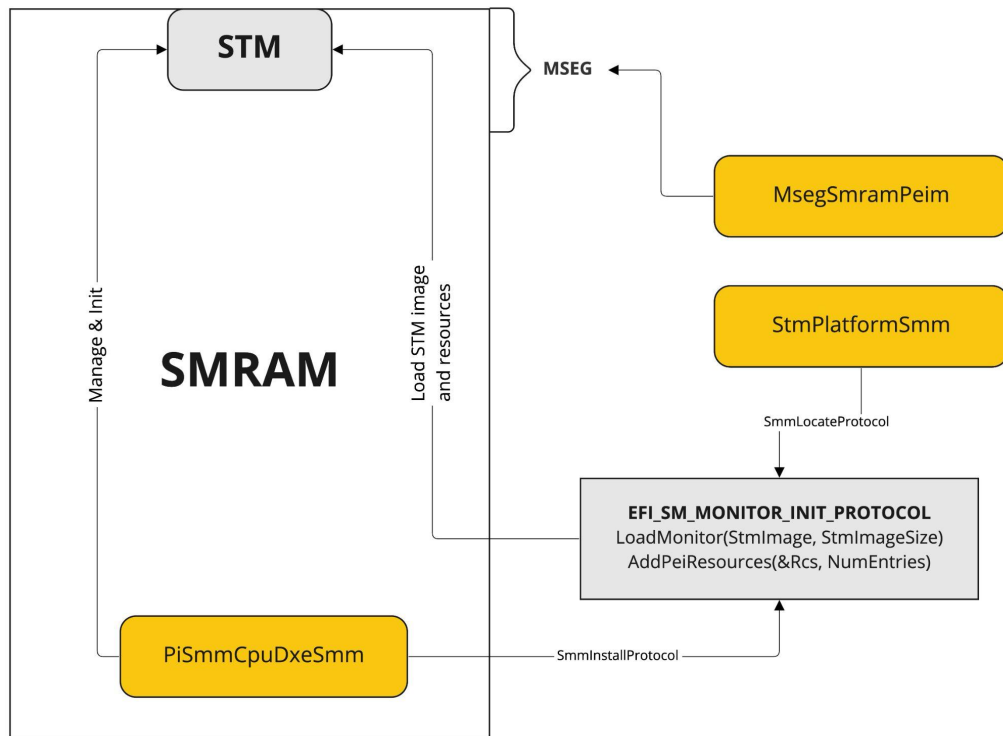 STM
MSEG
MsegSmramPeim
StmPlatformSmm
Manage & Init
Load STM image
and resources
SMRAM
SmmLocateProtocol
EFI_SM_MONITOR_INIT_PROTOCOL
LoadMonitor(StmImage, StmImageSize)
AddPeiResources(&Rcs, NumEntries)
PiSmmCpuDxeSmm
SmmInstallProtocol